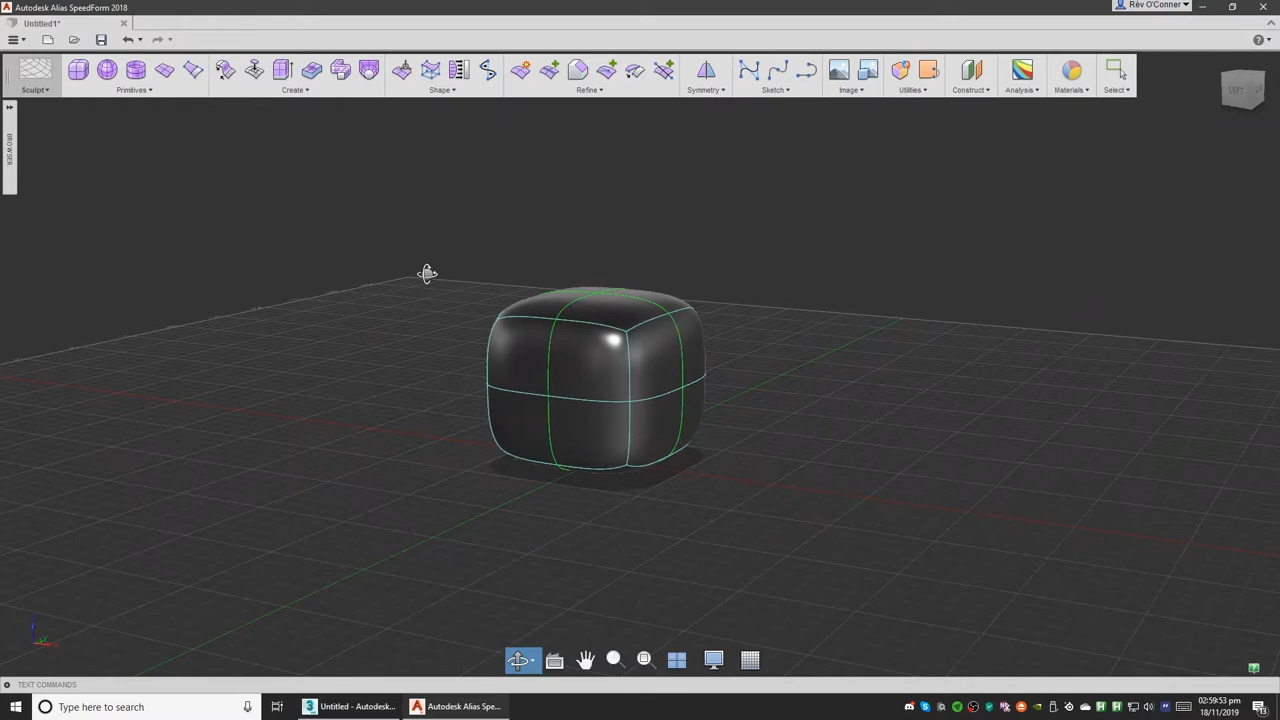 Autodesk Alias SpeedForm 2018
Rèv O'Conner
Untitled1*
Sculpt
Primitives
Create
Shape
Refine
Symmetry
Sketch
Image
Utilities
Construct
Analysis
Materials
Select
LEFT
BROWSER
TEXT COMMANDS
Type here to search
Untitled - Autodesk...
Autodesk Alias Spe...
02:59:53 pm
18/11/2019